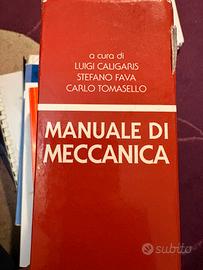 a cura di
LUIGI CALIGARIS
STEFANO FAVA
CARLO TOMASELLO
MANUALE DI
MECCANICA
subito